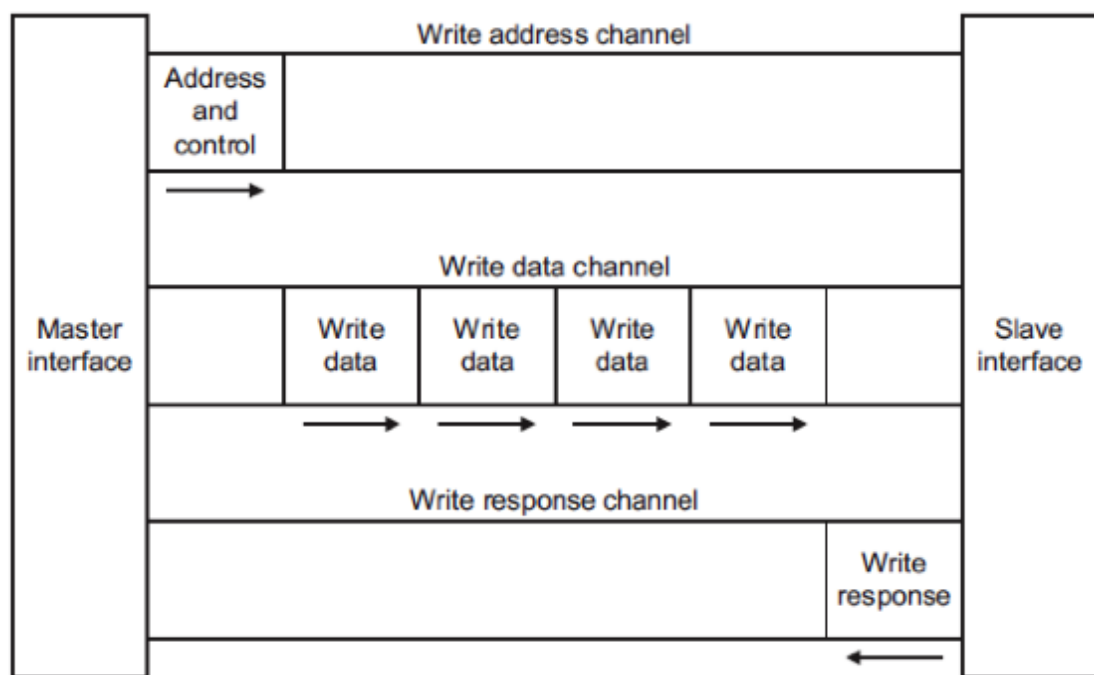 Write address channel
Address
and
control
Write data channel
Master
interface
Write
data
Write
data
Write
data
Write
data
Slave
interface
Write response channel
Write
response